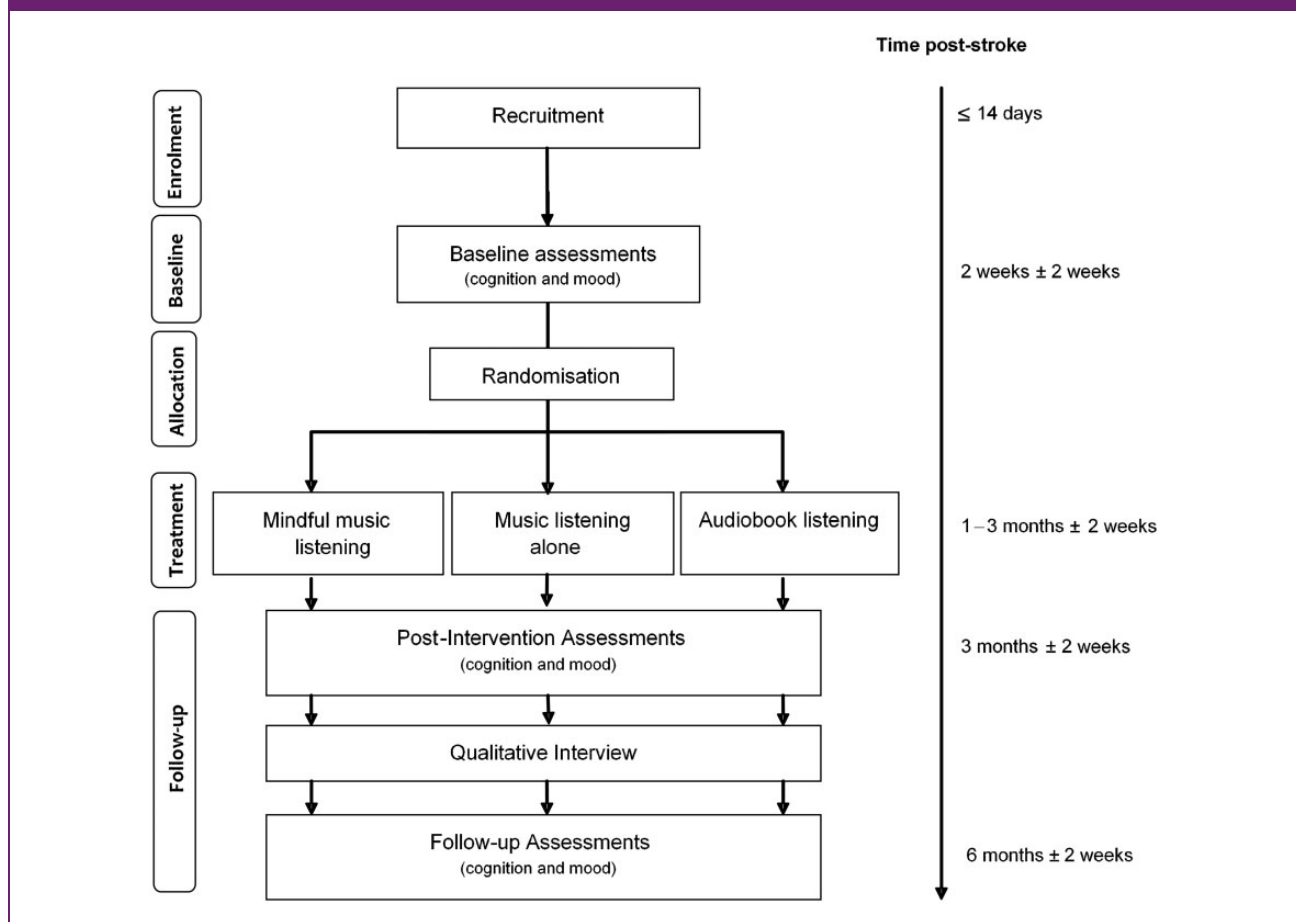 Time post-stroke
Enrolment
Recruitment
≤ 14 days
Baseline
Baseline assessments
(cognition and mood)
2 weeks ± 2 weeks
Allocation
Randomisation
Treatment
Mindful music
listening
Music listening
alone
Audiobook listening
1–3 months ± 2 weeks
Follow-up
Post-Intervention Assessments
(cognition and mood)
3 months ± 2 weeks
Qualitative Interview
Follow-up Assessments
(cognition and mood)
6 months ± 2 weeks